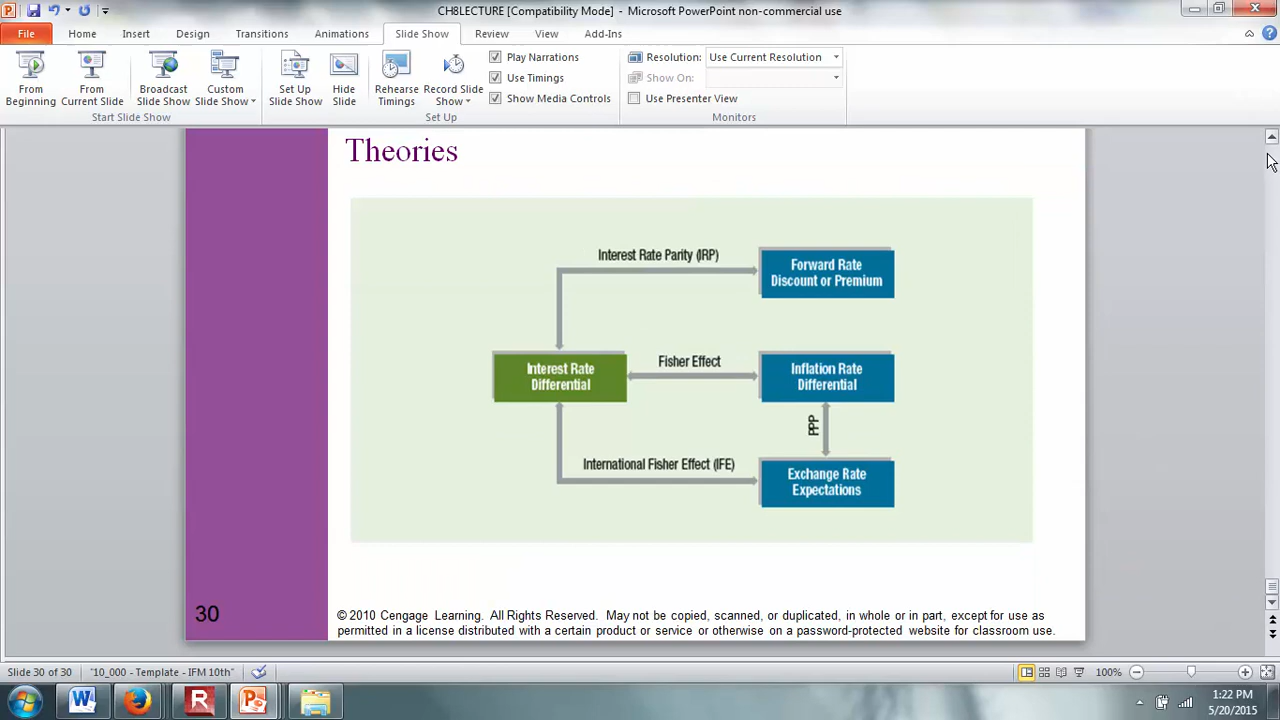 CH8LECTURE [Compatibility Mode] - Microsoft PowerPoint non-commercial use
File Home Insert Design Transitions Animations Slide Show Review View Add-Ins
From Beginning
From Current Slide
Broadcast Slide Show
Custom Slide Show
Set Up Slide Show
Hide Slide
Rehearse Timings
Record Slide Show
Play Narrations
Use Timings
Show Media Controls
Resolution: Use Current Resolution
Show On:
Use Presenter View
Start Slide Show
Set Up
Monitors
Theories
Interest Rate Parity (IRP)
Forward Rate
Discount or Premium
Interest Rate
Differential
Fisher Effect
Inflation Rate
Differential
PPP
International Fisher Effect (IFE)
Exchange Rate
Expectations
30
© 2010 Cengage Learning. All Rights Reserved. May not be copied, scanned, or duplicated, in whole or in part, except for use as
permitted in a license distributed with a certain product or service or otherwise on a password-protected website for classroom use.
Slide 30 of 30 "10_000 - Template - IFM 10th" 100%
1:22 PM
5/20/2015